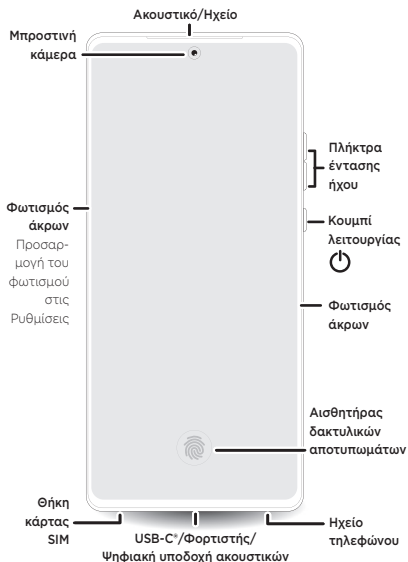 Ακουστικό/Ηχείο
Μπροστινή
κάμερα
Πλήκτρα
έντασης
ήχου
Φωτισμός
άκρων
Προσαρ-
μογή του
φωτισμού
στις
Ρυθμίσεις
Κουμπί
λειτουργίας
Φωτισμός
άκρων
Αισθητήρας
δακτυλικών
αποτυπωμάτων
Θήκη
κάρτας
SIM
USB-C®/Φορτιστής/
Ψηφιακή υποδοχή ακουστικών
Ηχείο
τηλεφώνου